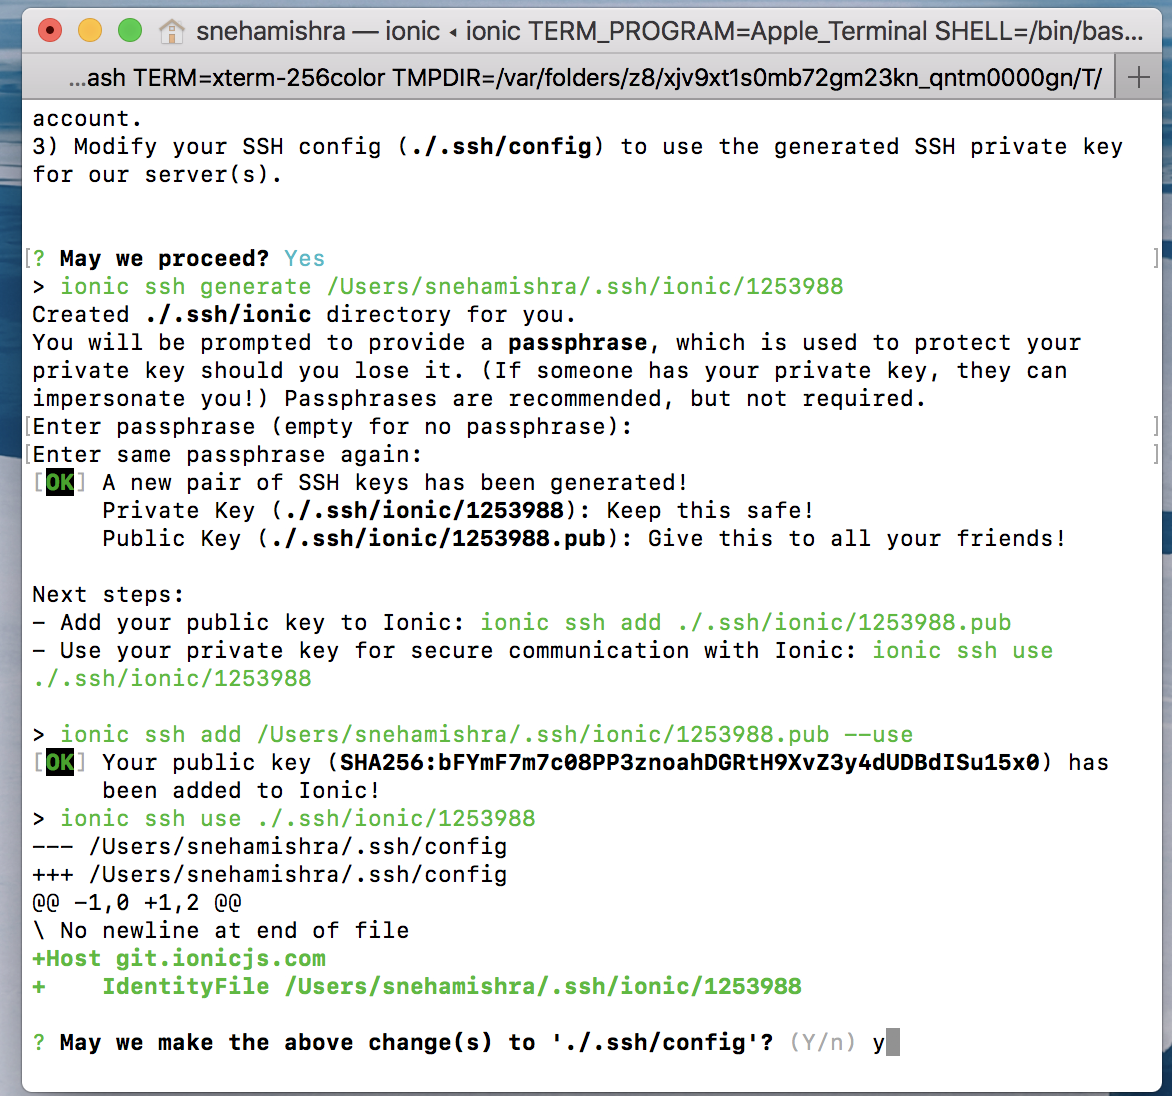 snehamishra — ionic ◂ ionic TERM_PROGRAM=Apple_Terminal SHELL=/bin/bas...
...ash TERM=xterm-256color TMPDIR=/var/folders/z8/xjv9xt1s0mb72gm23kn_qntm0000gn/T/ +
account.
3) Modify your SSH config (./.ssh/config) to use the generated SSH private key
for our server(s).
[? May we proceed? Yes ]
> ionic ssh generate /Users/snehamishra/.ssh/ionic/1253988
Created ./.ssh/ionic directory for you.
You will be prompted to provide a passphrase, which is used to protect your
private key should you lose it. (If someone has your private key, they can
impersonate you!) Passphrases are recommended, but not required.
[Enter passphrase (empty for no passphrase): ]
[Enter same passphrase again: ]
[OK] A new pair of SSH keys has been generated!
Private Key (./.ssh/ionic/1253988): Keep this safe!
Public Key (./.ssh/ionic/1253988.pub): Give this to all your friends!
Next steps:
- Add your public key to Ionic: ionic ssh add ./.ssh/ionic/1253988.pub
- Use your private key for secure communication with Ionic: ionic ssh use
./.ssh/ionic/1253988
> ionic ssh add /Users/snehamishra/.ssh/ionic/1253988.pub --use
[OK] Your public key (SHA256:bFYmF7m7c08PP3znoahDGRtH9XvZ3y4dUDBdISu15x0) has
been added to Ionic!
> ionic ssh use ./.ssh/ionic/1253988
--- /Users/snehamishra/.ssh/config
+++ /Users/snehamishra/.ssh/config
@@ -1,0 +1,2 @@
\ No newline at end of file
+Host git.ionicjs.com
+    IdentityFile /Users/snehamishra/.ssh/ionic/1253988
? May we make the above change(s) to './.ssh/config'? (Y/n) y